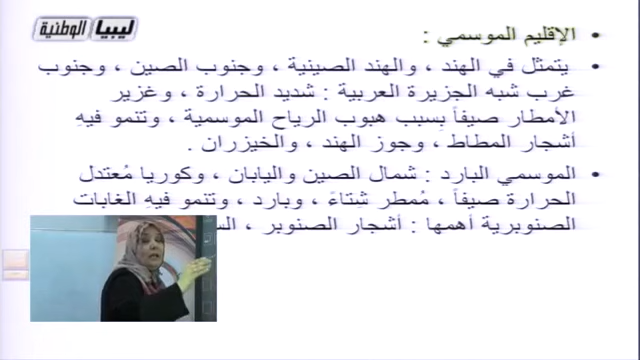 ليبيا الوطنية
• الإقليم الموسمي :
• يتمثل في الهند ، والهند الصينية ، وجنوب الصين ، وجنوب
غرب شبه الجزيرة العربية : شديد الحرارة ، وغزير
الأمطار صيفاً بِسبب هبوب الرياح الموسمية ، وتنمو فيهِ
أشجار المطاط ، وجوز الهند ، والخيزران .
• الموسمي البارد : شمال الصين واليابان ، وكوريا مُعتدل
الحرارة صيفاً ، مُمطر شِتاءً ، وبارد ، وتنمو فيهِ الغابات
الصنوبرية أهمها : أشجار الصنوبر ،